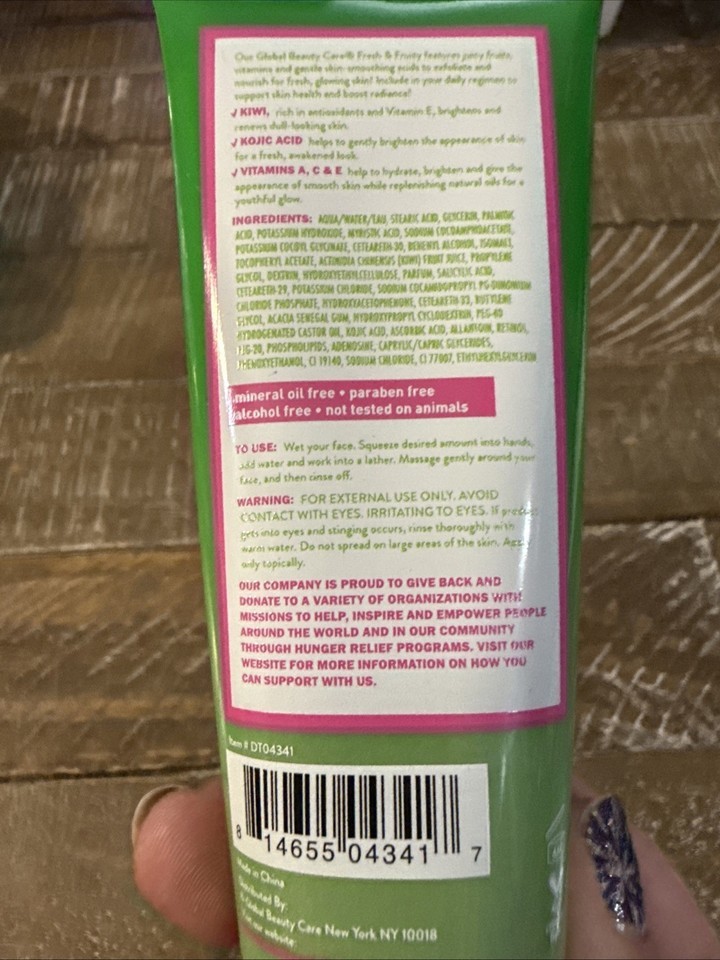 Our Global Beauty Care® Fresh & Fruity features juicy fruits,
vitamins and gentle skin-smoothing acids to exfoliate and
nourish for fresh, glowing skin! Include in your daily regimen to
support skin health and boost radiance!
√ KIWI, rich in antioxidants and Vitamin E, brightens and
renews dull-looking skin.
√ KOJIC ACID helps to gently brighten the appearance of skin
for a fresh, awakened look.
√ VITAMINS A, C & E help to hydrate, brighten and give the
appearance of smooth skin while replenishing natural oils for a
youthful glow.
INGREDIENTS: AQUA/WATER/EAU, STEARIC ACID, GLYCERIN, PALMITIC
ACID, POTASSIUM HYDROXIDE, MYRISTIC ACID, SODIUM COCOAMPHOACETATE,
POTASSIUM COCOYL GLYCINATE, CETEARETH-30, BEHENYL ALCOHOL, ISOMALT,
TOCOPHERYL ACETATE, ACTINIDIA CHINENSIS (KIWI) FRUIT JUICE, PROPYLENE
GLYCOL, DEXTRIN, HYDROXYETHYLCELLULOSE, PARFUM, SALICYLIC ACID,
CETEARETH-29, POTASSIUM CHLORIDE, SODIUM COCAMIDOPROPYL PG-DIMONIUM
CHLORIDE PHOSPHATE, HYDROXYACETOPHENONE, CETEARETH-33, BUTYLENE
GLYCOL, ACACIA SENEGAL GUM, HYDROXYPROPYL CYCLODEXTRIN, PEG-40
HYDROGENATED CASTOR OIL, KOJIC ACID, ASCORBIC ACID, ALLANTOIN, RETINOL,
PHOSPHOLIPIDS, ADENOSINE, CAPRYLIC/CAPRIC GLYCERIDES,
PHENOXYETHANOL, CI 19140, SODIUM CHLORIDE, CI 77007, ETHYLHEXYLGLYCERIN
mineral oil free • paraben free
alcohol free • not tested on animals
TO USE: Wet your face. Squeeze desired amount into hands,
add water and work into a lather. Massage gently around your
face, and then rinse off.
WARNING: FOR EXTERNAL USE ONLY. AVOID
CONTACT WITH EYES. IRRITATING TO EYES. If product
gets into eyes and stinging occurs, rinse thoroughly with
warm water. Do not spread on large areas of the skin.
only topically.
OUR COMPANY IS PROUD TO GIVE BACK AND
DONATE TO A VARIETY OF ORGANIZATIONS WITH
MISSIONS TO HELP, INSPIRE AND EMPOWER PEOPLE
AROUND THE WORLD AND IN OUR COMMUNITY
THROUGH HUNGER RELIEF PROGRAMS. VISIT OUR
WEBSITE FOR MORE INFORMATION ON HOW YOU
CAN SUPPORT WITH US.
Item # DT04341
8 14655 04341 7
Made in China
Distributed By:
Global Beauty Care New York NY 10018
our website: